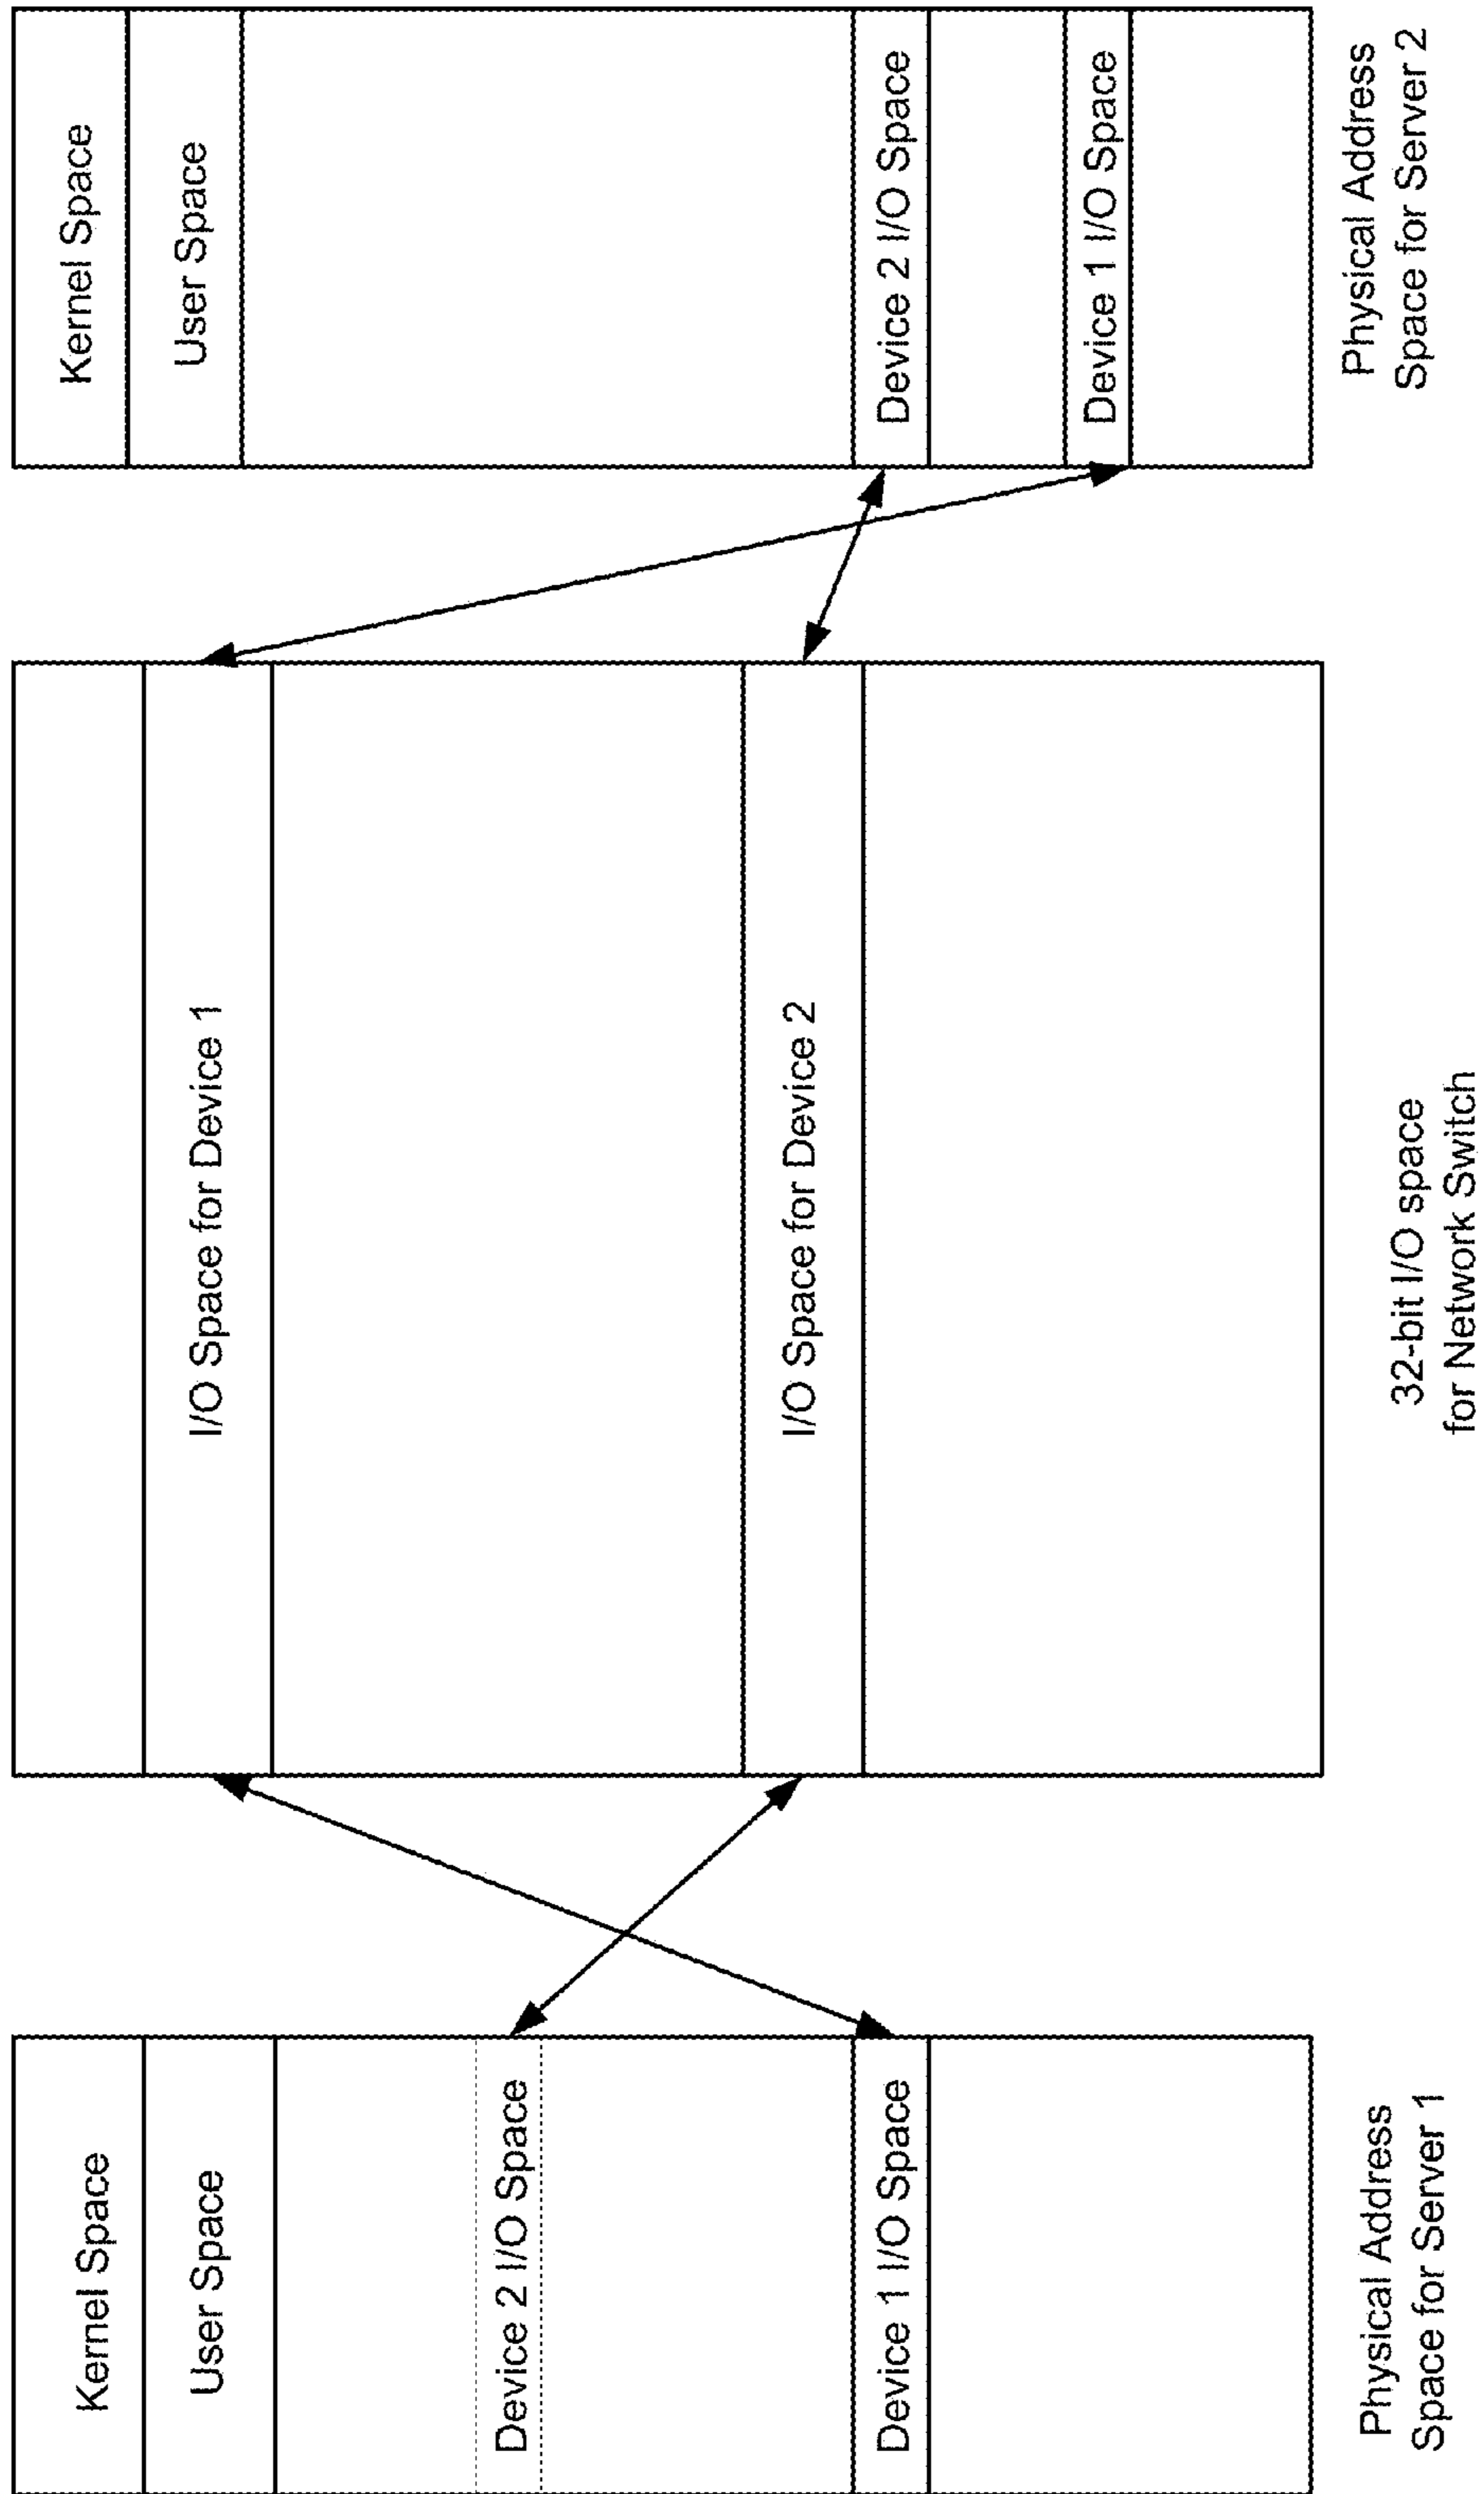 Kernel Space
User Space
Device 2 I/O Space
Device 1 I/O Space
Physical Address
Space for Server 1
I/O Space for Device 1
I/O Space for Device 2
32-bit I/O space
for Network Switch
Kernel Space
User Space
Device 2 I/O Space
Device 1 I/O Space
Physical Address
Space for Server 2